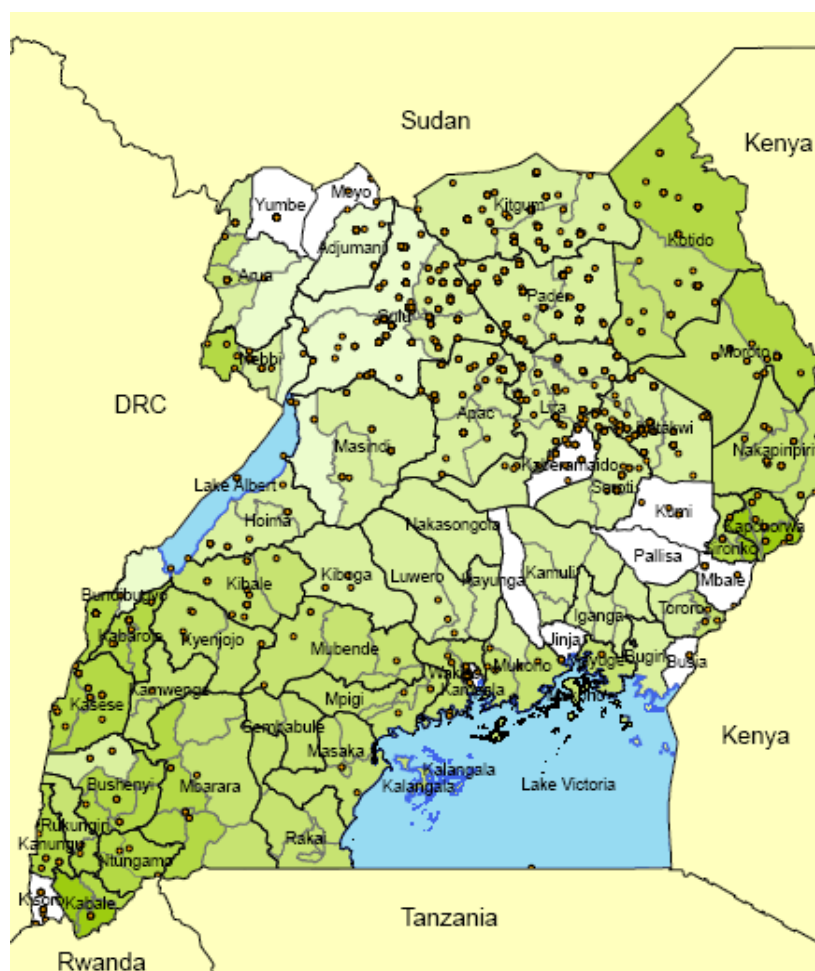 Sudan
Kenya
Yumbe
Moyo
Kitgum
Kotido
Adjumani
Arua
Pader
Gulu
Moroto
Nebbi
DRC
Apac
Lira
Katakwi
Masindi
Nakapinpiri
Kaberamaido
Lake Albert
Soroti
Kumi
Hoima
Nakasongola
Kapchorwa
Sironko
Pallisa
Kibale
Kiboga
Luwero
Kayunga
Kamuli
Mbale
Bundibugyo
Kabarole
Iganga
Tororo
Kyenjojo
Mubende
Jinja
Mukono
Bugiri
Busia
Kamwenge
Mpigi
Kampala
Kasese
Sembabule
Masaka
Kenya
Kalangala
Kalangala
Lake Victoria
Bushenyi
Mbarara
Rukungiri
Kanungu
Rakai
Ntungamo
Kisoro
Kabale
Tanzania
Rwanda